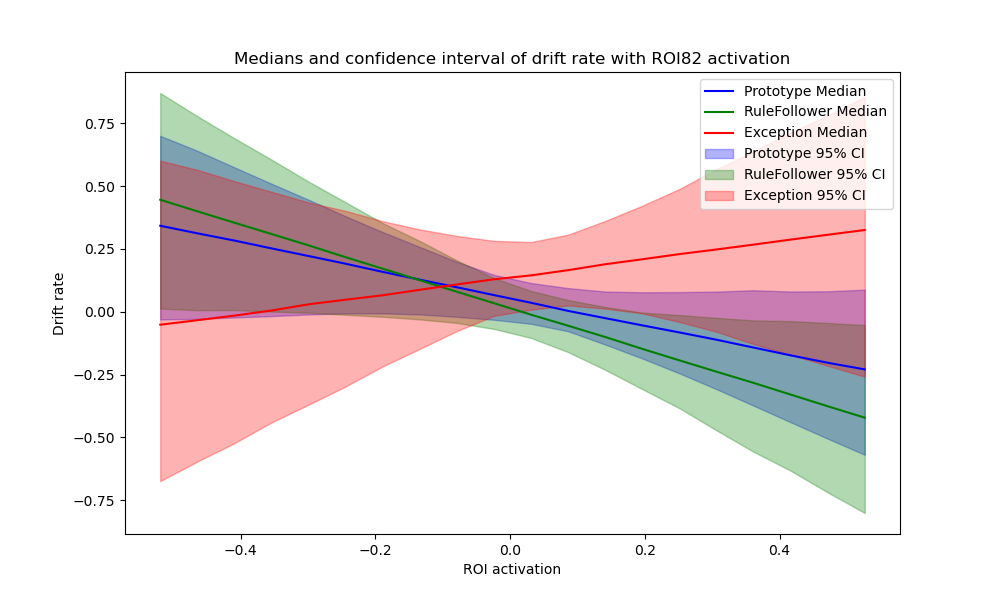 Medians and confidence interval of drift rate with ROI82 activation
Prototype Median
RuleFollower Median
Exception Median
Prototype 95% CI
RuleFollower 95% CI
Exception 95% CI
0.75
0.50
0.25
0.00
−0.25
−0.50
−0.75
Drift rate
−0.4
−0.2
0.0
0.2
0.4
ROI activation